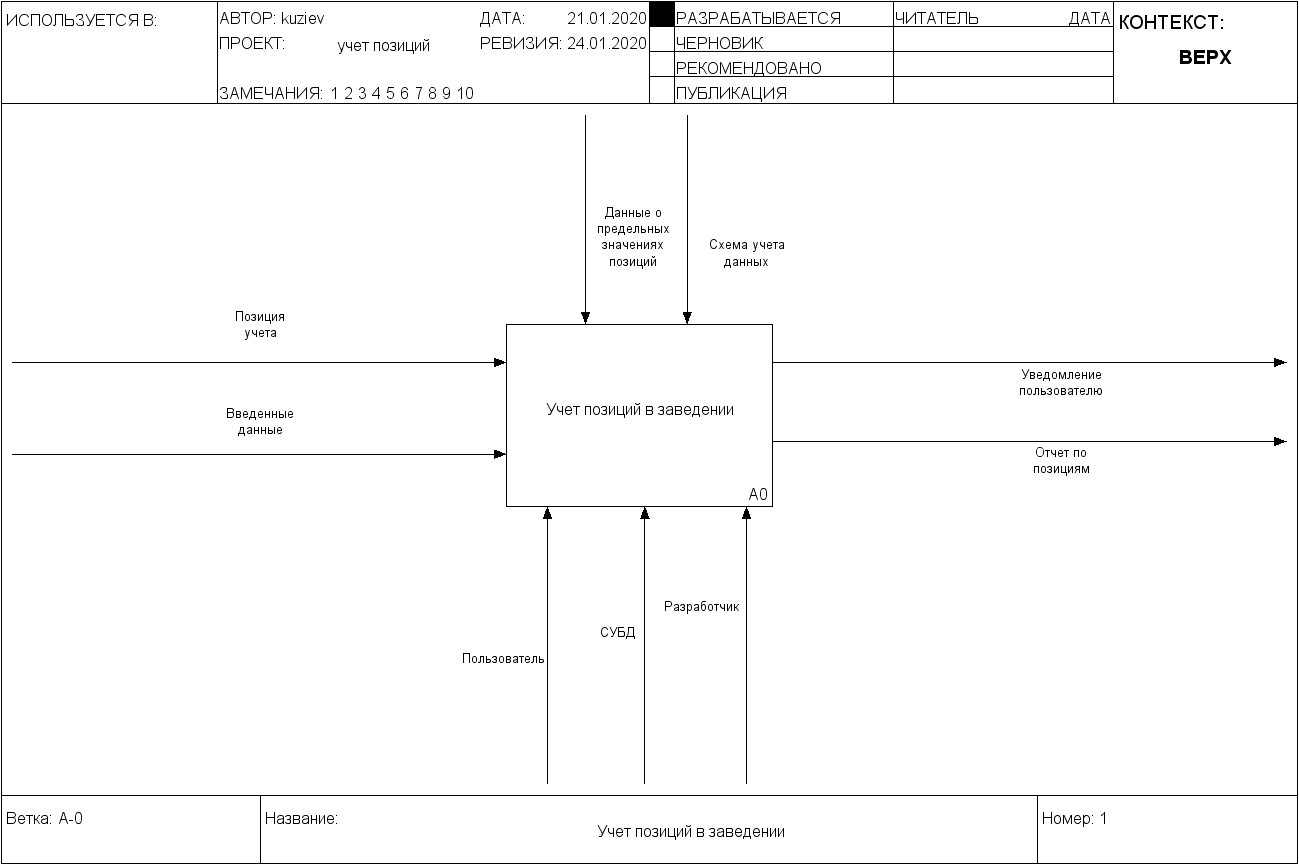 ИСПОЛЬЗУЕТСЯ В:
АВТОР: kuziev
ДАТА: 21.01.2020
ПРОЕКТ: учет позиций
РЕВИЗИЯ: 24.01.2020
ЗАМЕЧАНИЯ: 1 2 3 4 5 6 7 8 9 10
РАЗРАБАТЫВАЕТСЯ
ЧЕРНОВИК
РЕКОМЕНДОВАНО
ПУБЛИКАЦИЯ
ЧИТАТЕЛЬ
ДАТА
КОНТЕКСТ:
ВЕРХ
Данные о
предельных
значениях
позиций
Схема учета
данных
Позиция
учета
Введенные
данные
Учет позиций в заведении
A0
Уведомление
пользователю
Отчет по
позициям
Пользователь
СУБД
Разработчик
Ветка: A-0
Название:
Учет позиций в заведении
Номер: 1